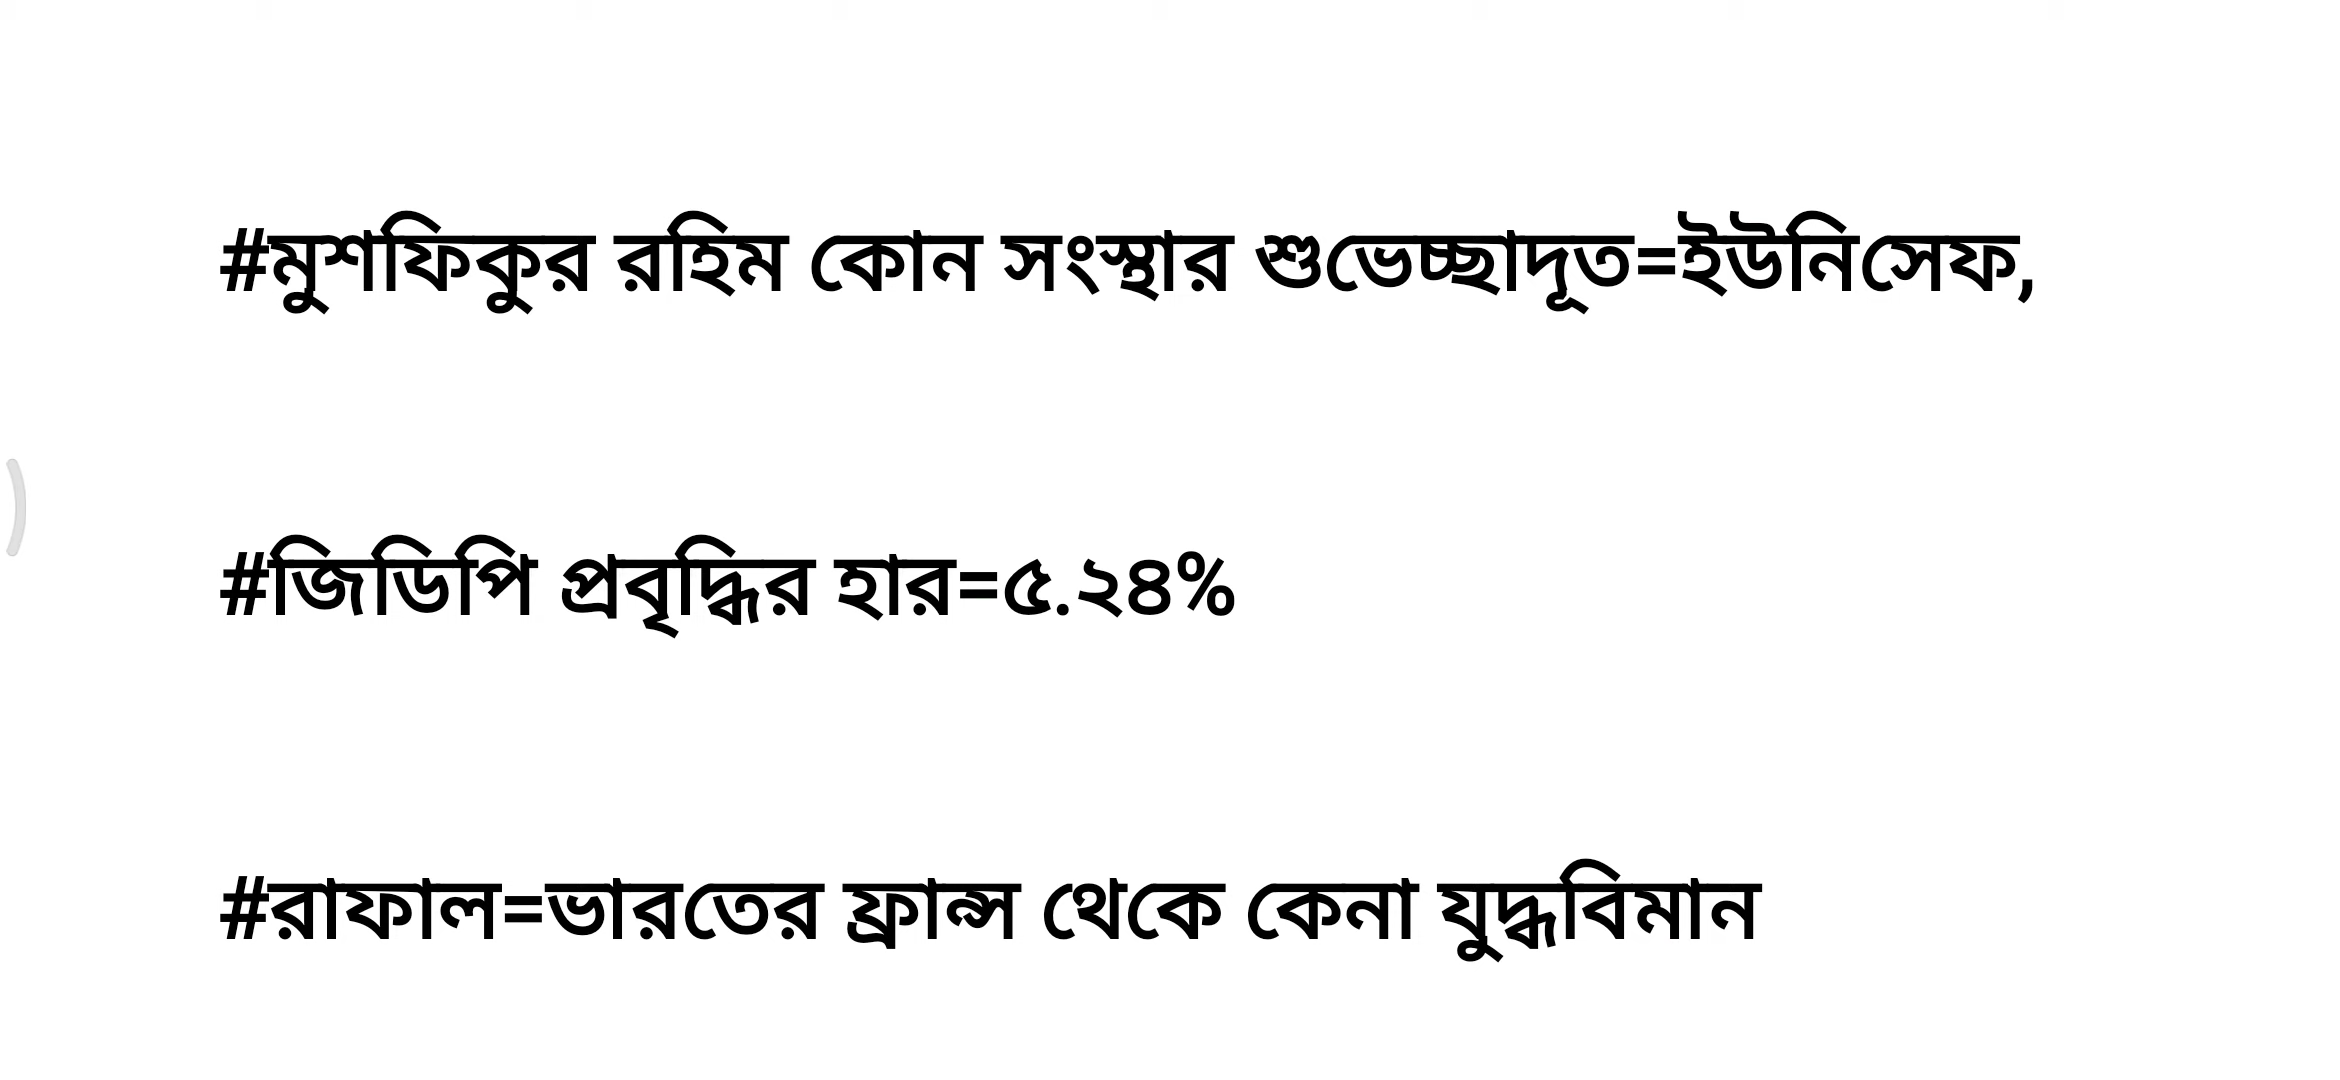 #মুশফিকুর রহিম কোন সংস্থার শুভেচ্ছাদূত=ইউনিসেফ,
#জিডিপি প্রবৃদ্ধির হার=৫.২৪%
#রাফাল=ভারতের ফ্রান্স থেকে কেনা যুদ্ধবিমান